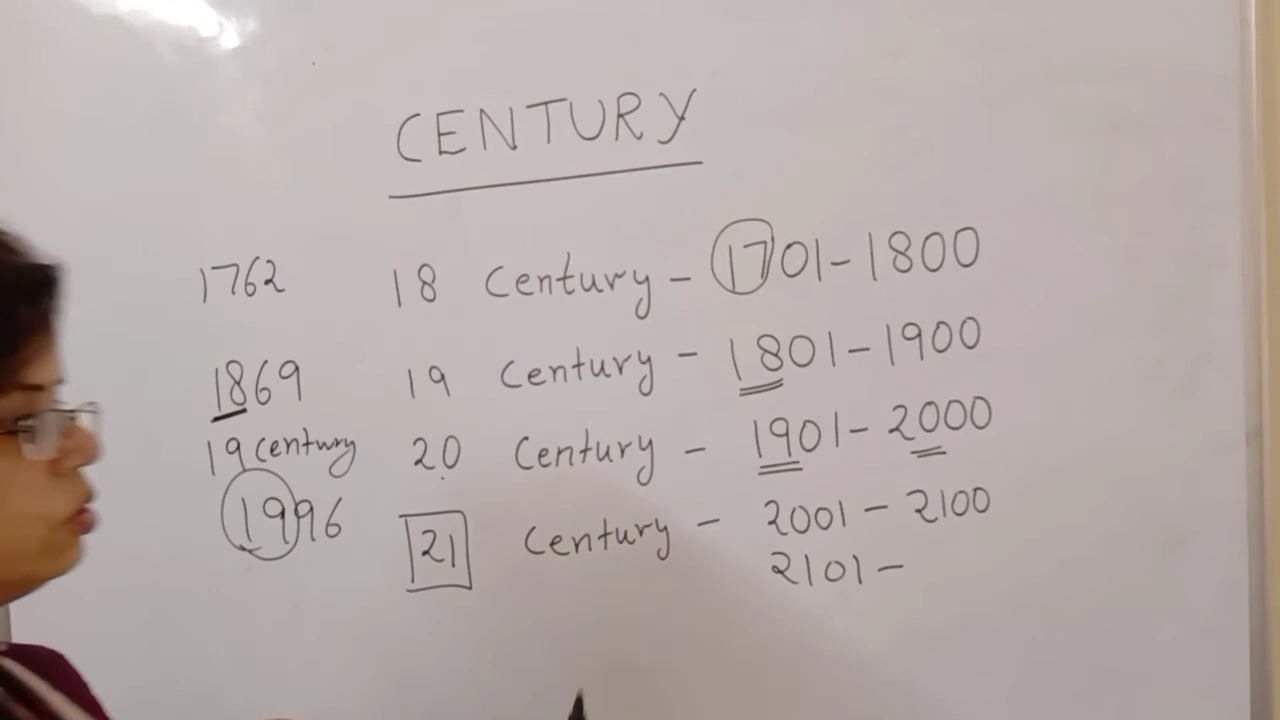 CENTURY
1762 18 Century - 1701-1800
1869 19 Century - 1801-1900
19 century 20 Century - 1901-2000
1996 21 Century - 2001-2100
2101-